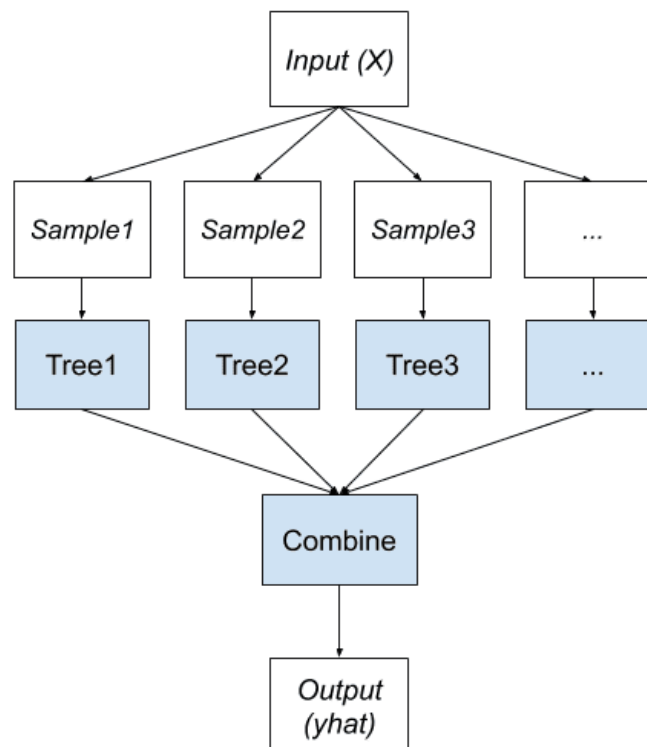 Input (X)
Sample1
Sample2
Sample3
...
Tree1
Tree2
Tree3
...
Combine
Output
(yhat)